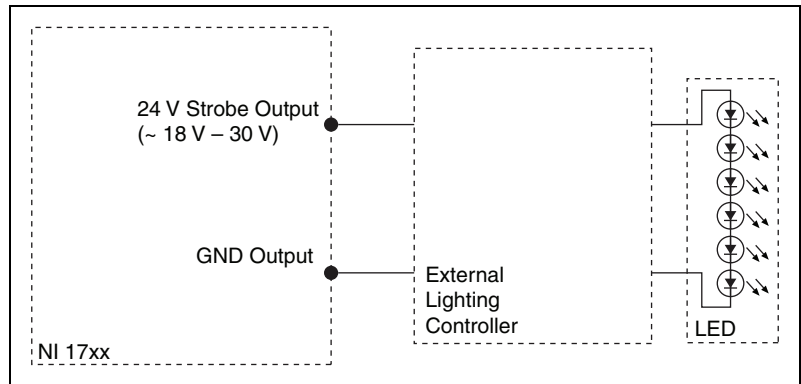 24 V Strobe Output
(~ 18 V – 30 V)
GND Output
External
Lighting
Controller
LED
NI 17xx